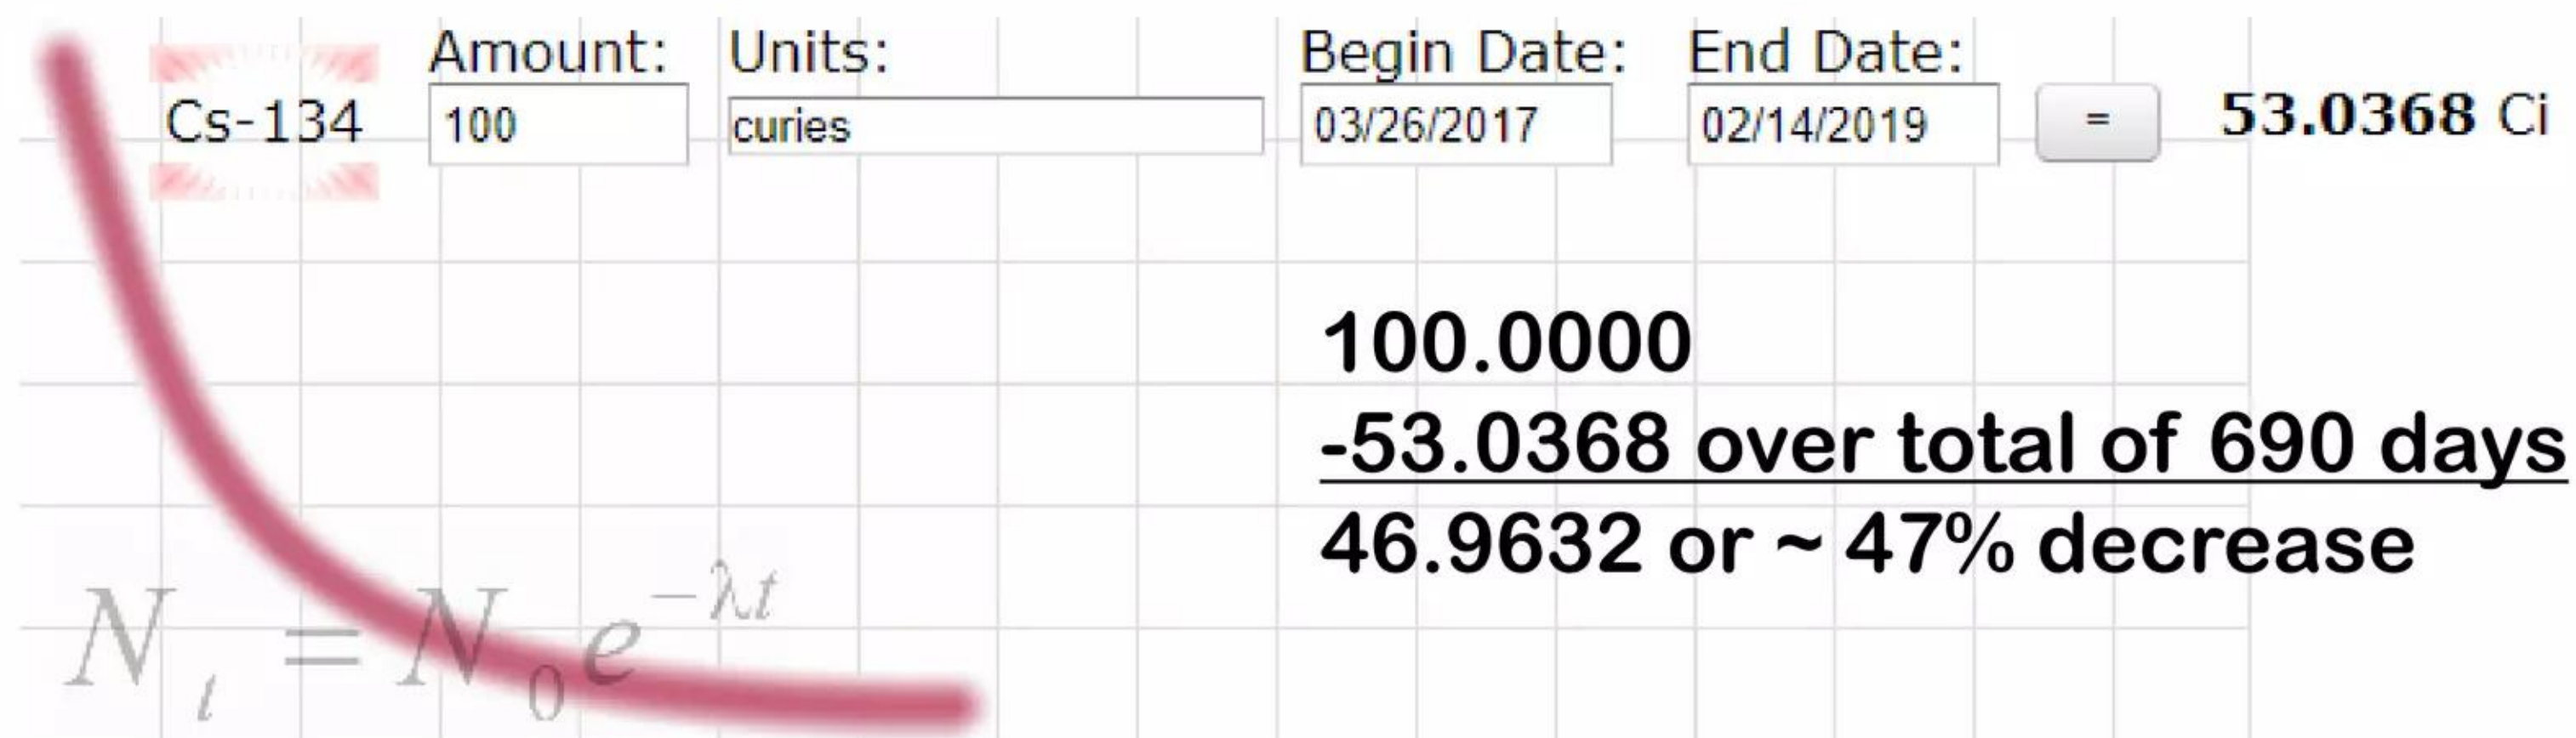 Amount: Units: Begin Date: End Date:
Cs-134 100 curies 03/26/2017 02/14/2019 = 53.0368 Ci
100.0000
-53.0368 over total of 690 days
46.9632 or ~ 47% decrease
N t = N 0 e −λt